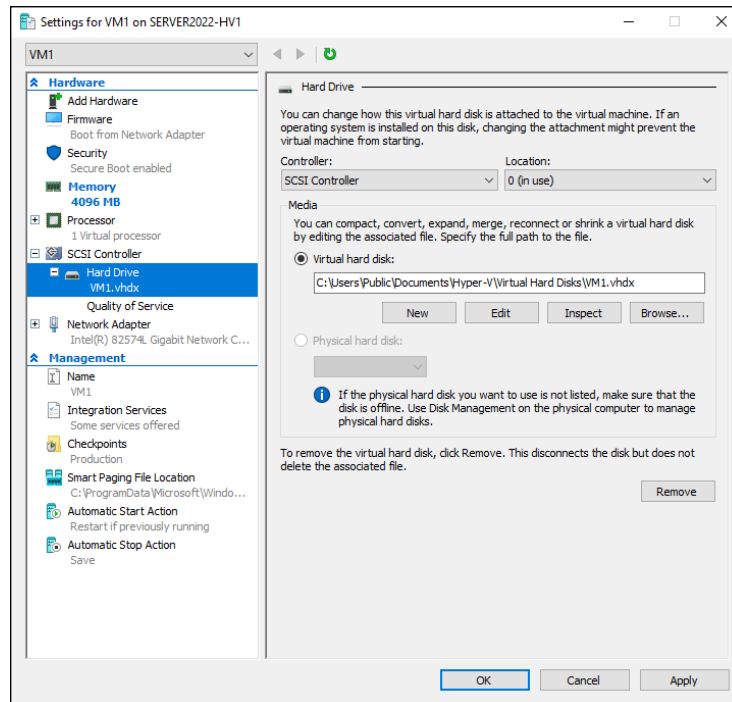 Settings for VM1 on SERVER2022-HV1
VM1
Hardware
Add Hardware
Firmware
Boot from Network Adapter
Security
Secure Boot enabled
Memory
4096 MB
Processor
1 Virtual processor
SCSI Controller
Hard Drive
VM1.vhdx
Quality of Service
Network Adapter
Intel(R) 82574L Gigabit Network C...
Management
Name
VM1
Integration Services
Some services offered
Checkpoints
Production
Smart Paging File Location
C:\ProgramData\Microsoft\Windo...
Automatic Start Action
Restart if previously running
Automatic Stop Action
Save
Hard Drive
You can change how this virtual hard disk is attached to the virtual machine. If an
operating system is installed on this disk, changing the attachment might prevent the
virtual machine from starting.
Controller: Location:
SCSI Controller 0 (in use)
Media
You can compact, convert, expand, merge, reconnect or shrink a virtual hard disk
by editing the associated file. Specify the full path to the file.
Virtual hard disk:
C:\Users\Public\Documents\Hyper-V\Virtual Hard Disks\VM1.vhdx
New Edit Inspect Browse...
Physical hard disk:
If the physical hard disk you want to use is not listed, make sure that the
disk is offline. Use Disk Management on the physical computer to manage
physical hard disks.
To remove the virtual hard disk, click Remove. This disconnects the disk but does not
delete the associated file.
Remove
OK Cancel Apply